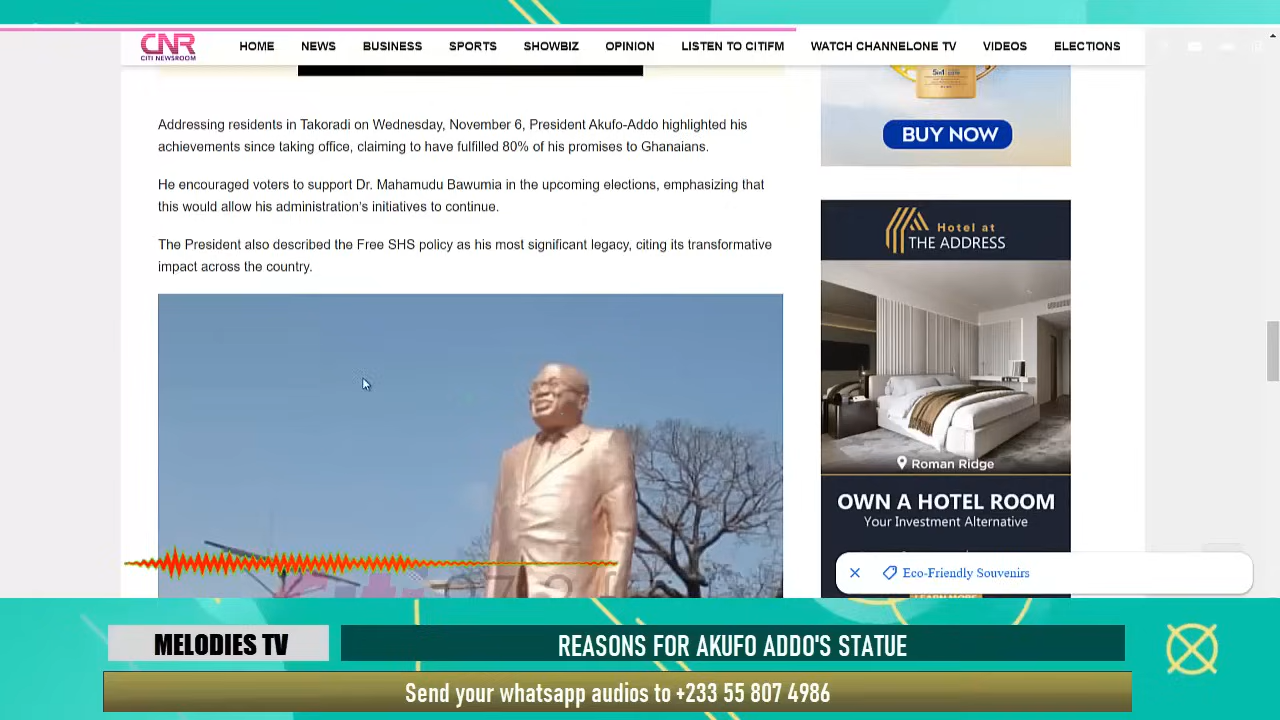 CNR
CITI NEWSROOM
HOME
NEWS
BUSINESS
SPORTS
SHOWBIZ
OPINION
LISTEN TO CITIFM
WATCH CHANNELONE TV
VIDEOS
ELECTIONS
Addressing residents in Takoradi on Wednesday, November 6, President Akufo-Addo highlighted his
achievements since taking office, claiming to have fulfilled 80% of his promises to Ghanaians.
He encouraged voters to support Dr. Mahamudu Bawumia in the upcoming elections, emphasizing that
this would allow his administration's initiatives to continue.
The President also described the Free SHS policy as his most significant legacy, citing its transformative
impact across the country.
BUY NOW
Hotel at
THE ADDRESS
Roman Ridge
OWN A HOTEL ROOM
Your Investment Alternative
Eco-Friendly Souvenirs
LEARN MORE
MELODIES TV
REASONS FOR AKUFO ADDO'S STATUE
Send your whatsapp audios to +233 55 807 4986